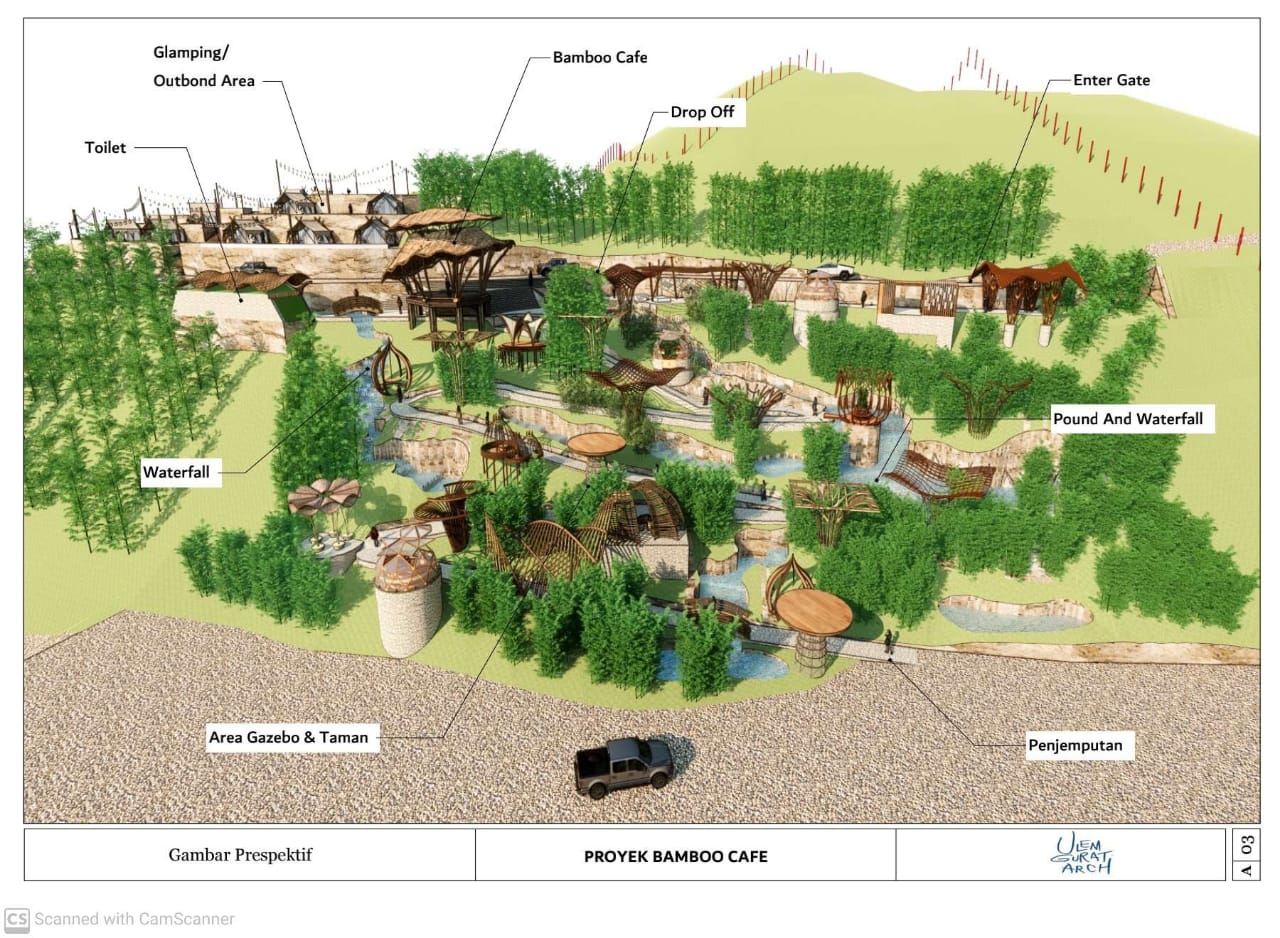 Glamping/
Outbond Area
Bamboo Cafe
Enter Gate
Drop Off
Toilet
Pound And Waterfall
Waterfall
Area Gazebo & Taman
Penjemputan
Gambar Prespektif
PROYEK BAMBOO CAFE
ULEM
GURAT
ARCH
A 03
CS Scanned with CamScanner